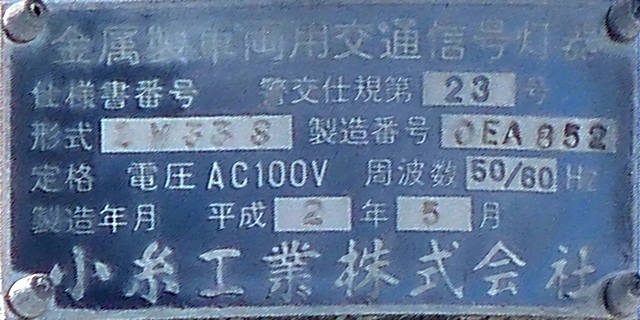 金属製車両用交通信号灯器
仕様書番号 警交仕規第 23 号
形式 製造番号 OEA852
定格 電圧 AC100V 周波数 50/60 Hz
製造年月 平成 2 年 5 月
小糸工業株式会社